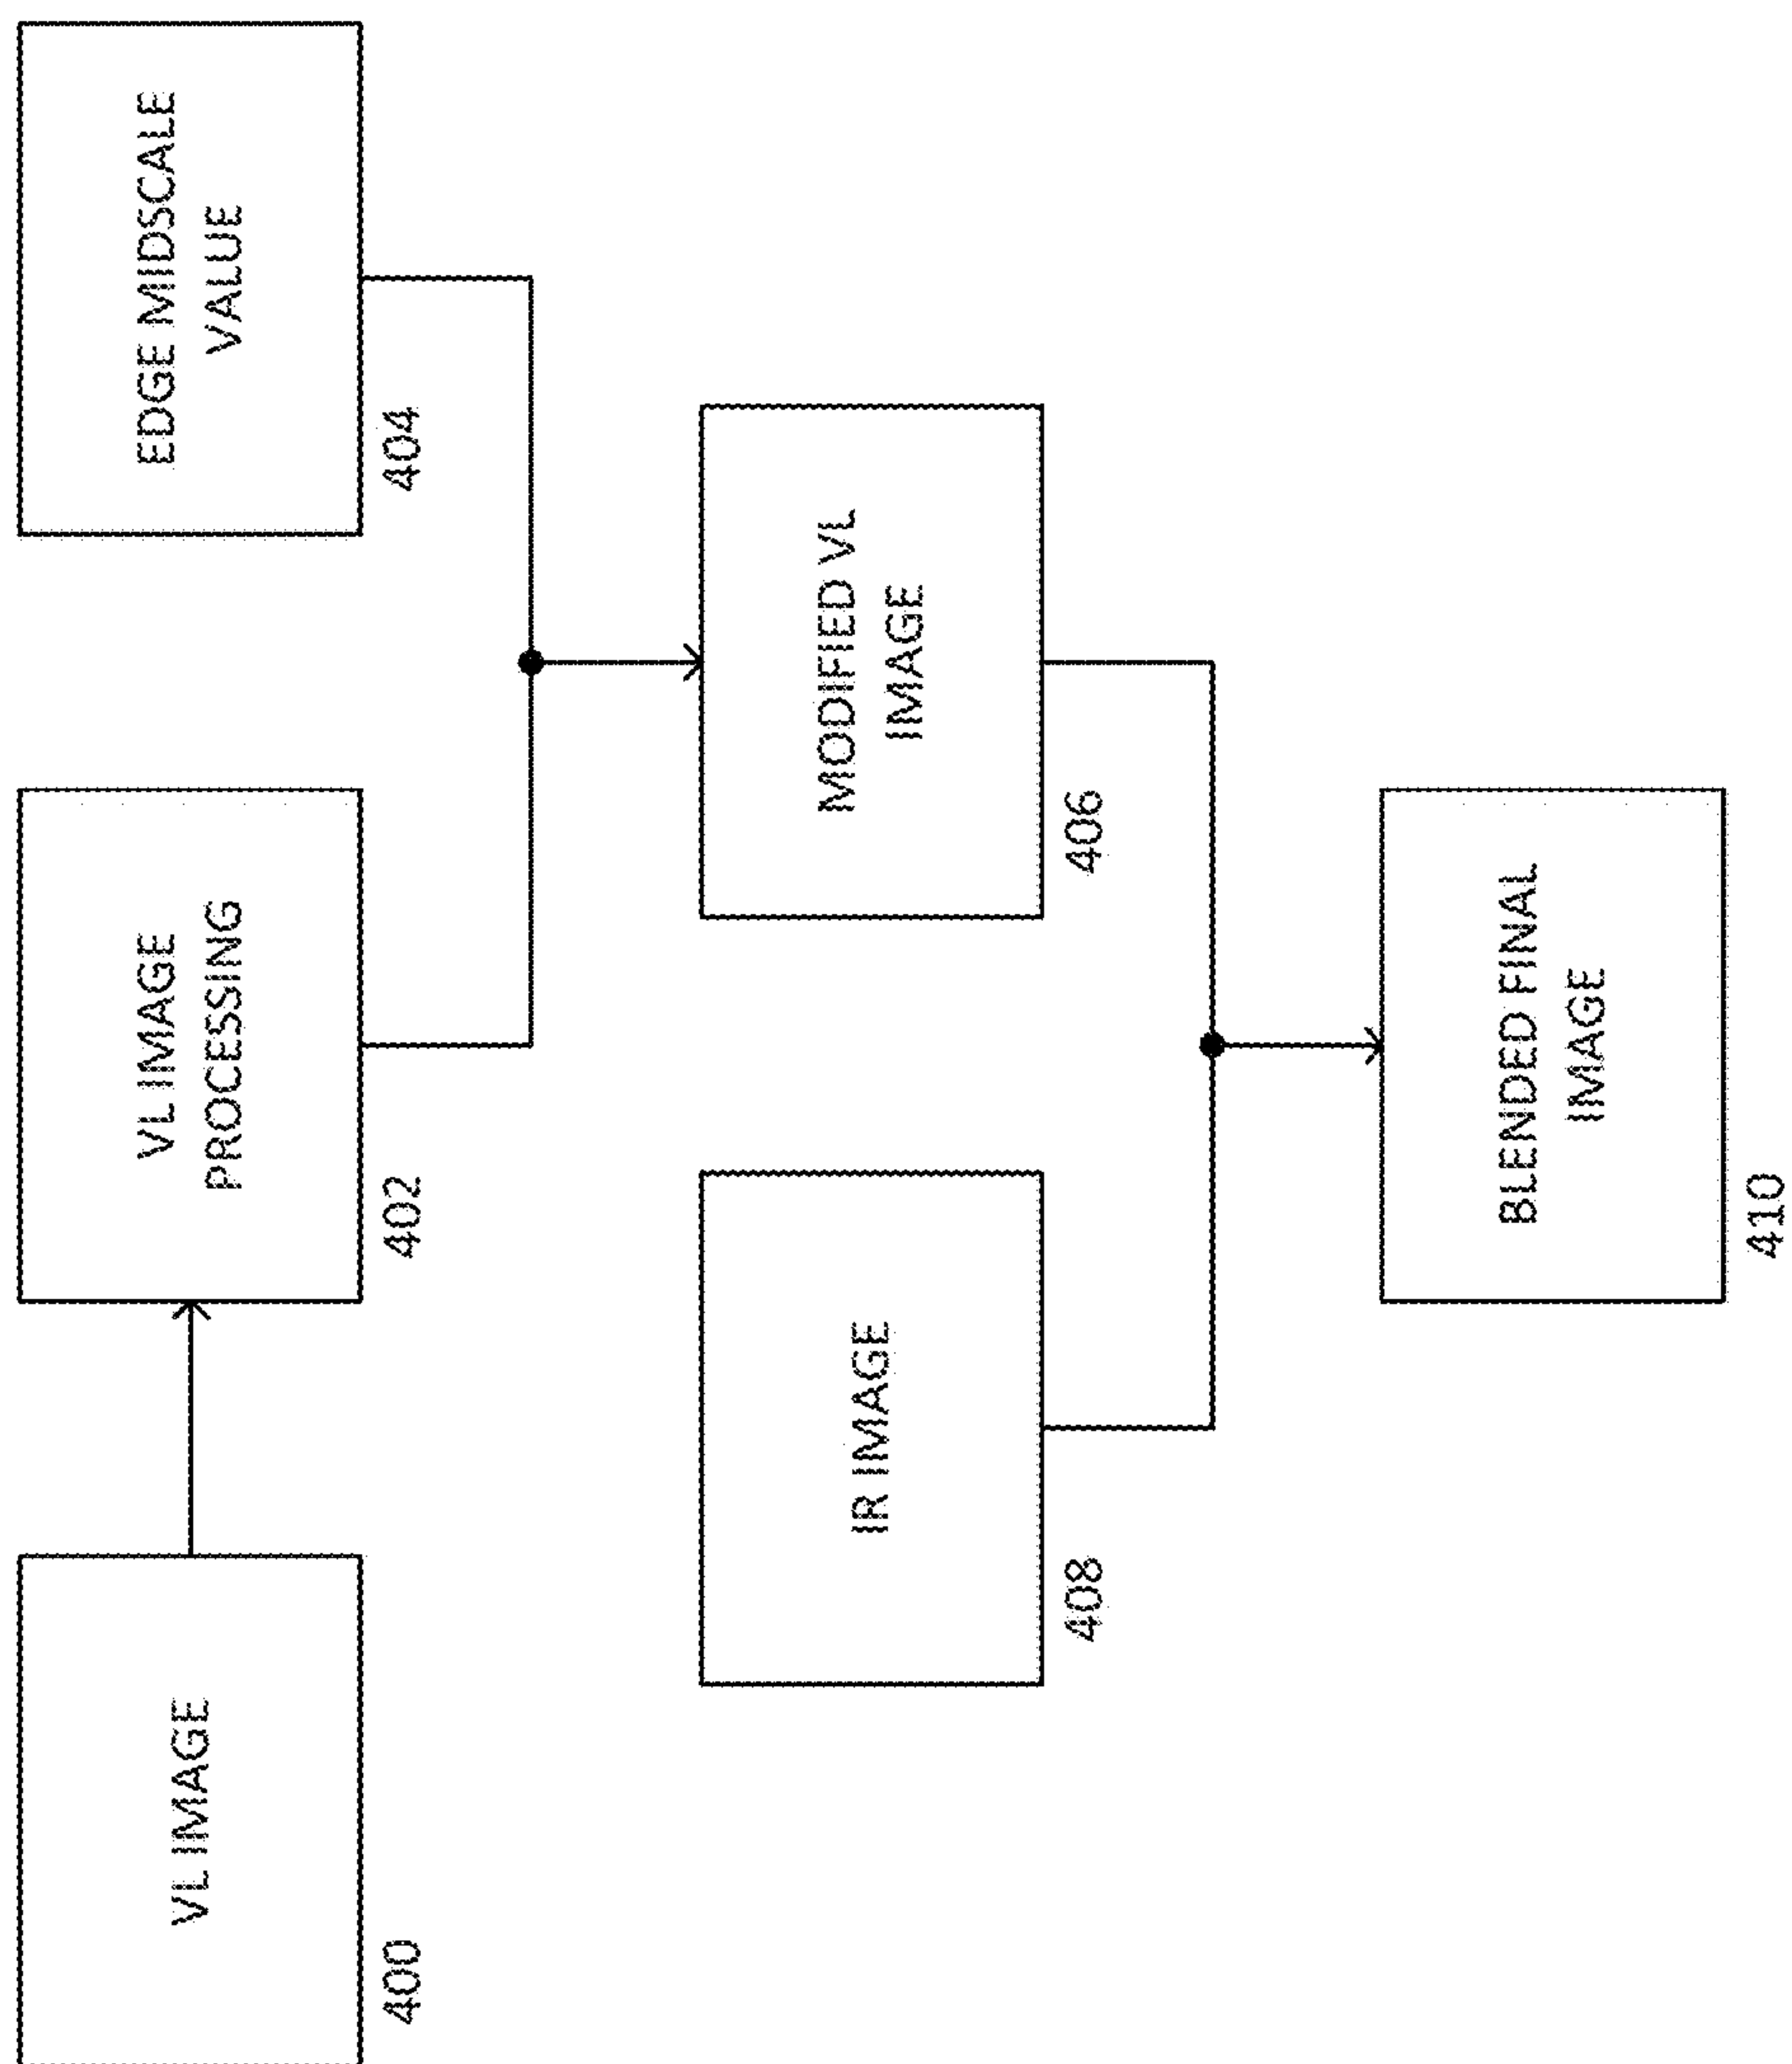 VL IMAGE
400
VL IMAGE
PROCESSING
402
EDGE MIDSCALE
VALUE
404
IR IMAGE
408
MODIFIED VL
IMAGE
406
BLENDED FINAL
IMAGE
410